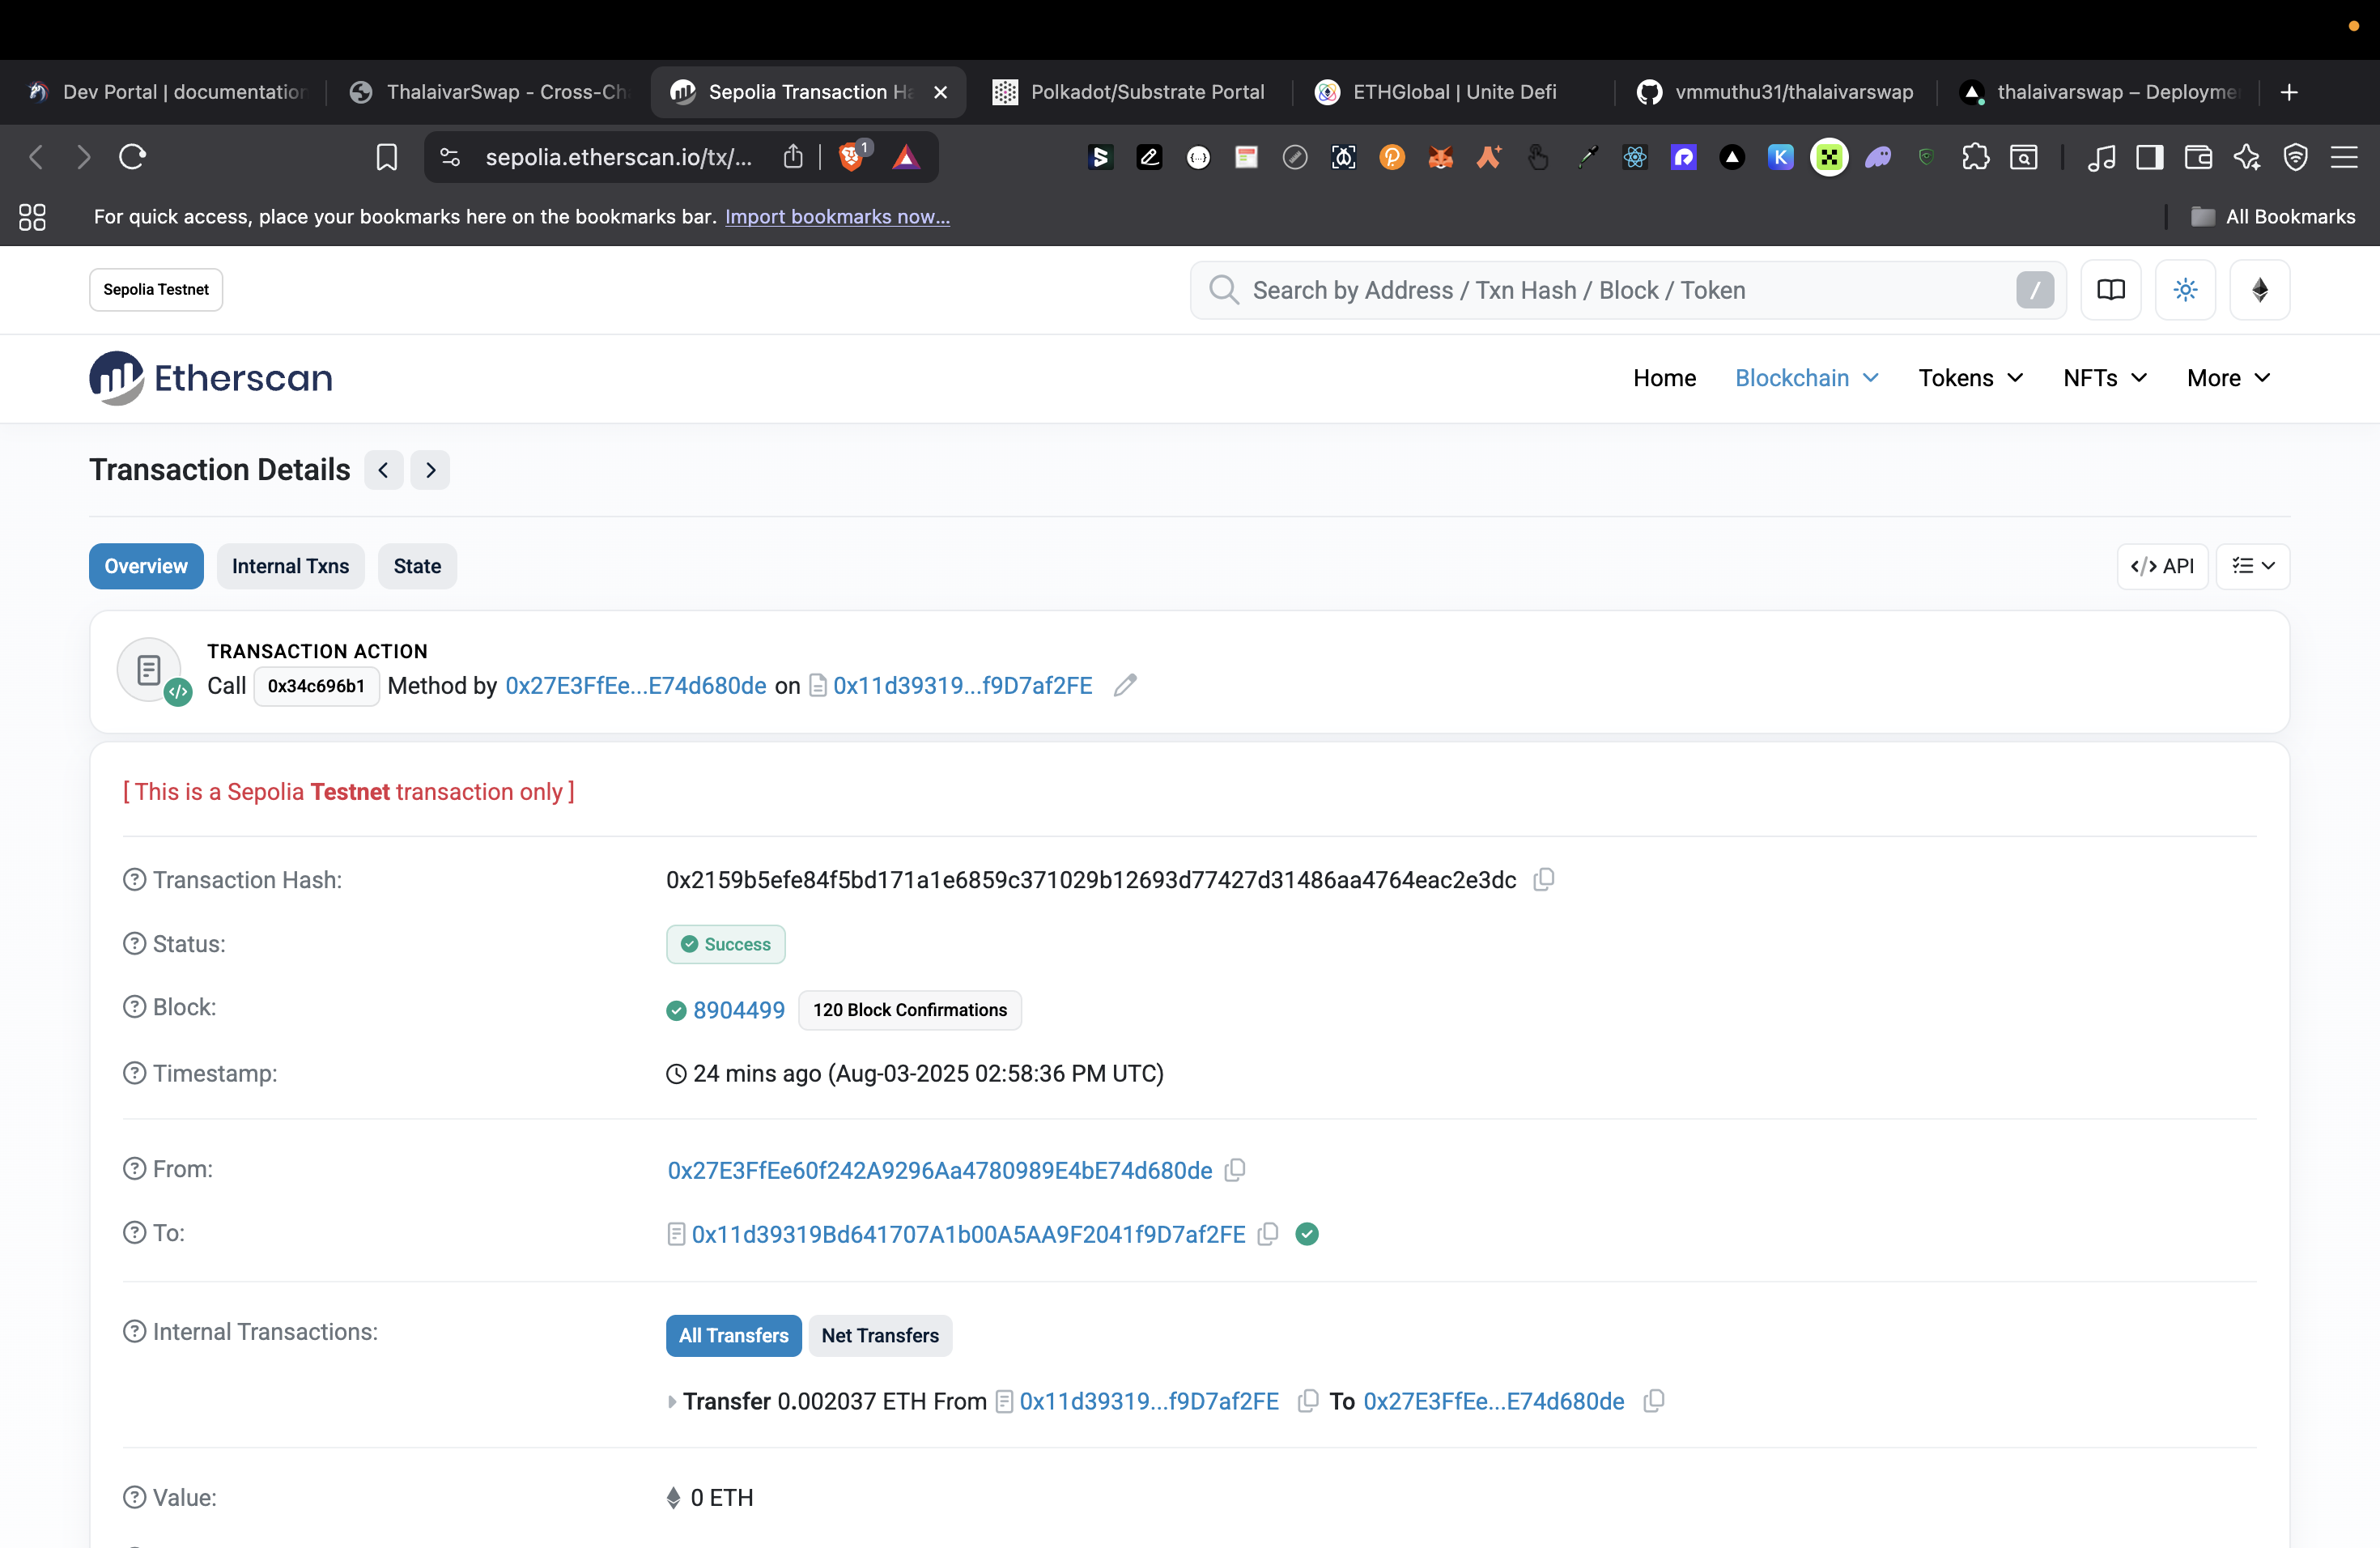 Dev Portal | documentation
ThalaivarSwap - Cross-Ch
Sepolia Transaction Ha
Polkadot/Substrate Portal
ETHGlobal | Unite Defi
vmmuthu31/thalaivarswap
thalaivarswap – Deployme
sepolia.etherscan.io/tx/...
1
For quick access, place your bookmarks here on the bookmarks bar. Import bookmarks now...
All Bookmarks
Sepolia Testnet
Search by Address / Txn Hash / Block / Token
/
Etherscan
Home
Blockchain
Tokens
NFTs
More
Transaction Details
Overview
Internal Txns
State
</> API
TRANSACTION ACTION
Call 0x34c696b1 Method by 0x27E3FfEe...E74d680de on 0x11d39319...f9D7af2FE
[ This is a Sepolia Testnet transaction only ]
Transaction Hash:
0x2159b5efe84f5bd171a1e6859c371029b12693d77427d31486aa4764eac2e3dc
Status:
Success
Block:
8904499 120 Block Confirmations
Timestamp:
24 mins ago (Aug-03-2025 02:58:36 PM UTC)
From:
0x27E3FfEe60f242A9296Aa4780989E4bE74d680de
To:
0x11d39319Bd641707A1b00A5AA9F2041f9D7af2FE
Internal Transactions:
All Transfers
Net Transfers
Transfer 0.002037 ETH From 0x11d39319...f9D7af2FE To 0x27E3FfEe...E74d680de
Value:
0 ETH